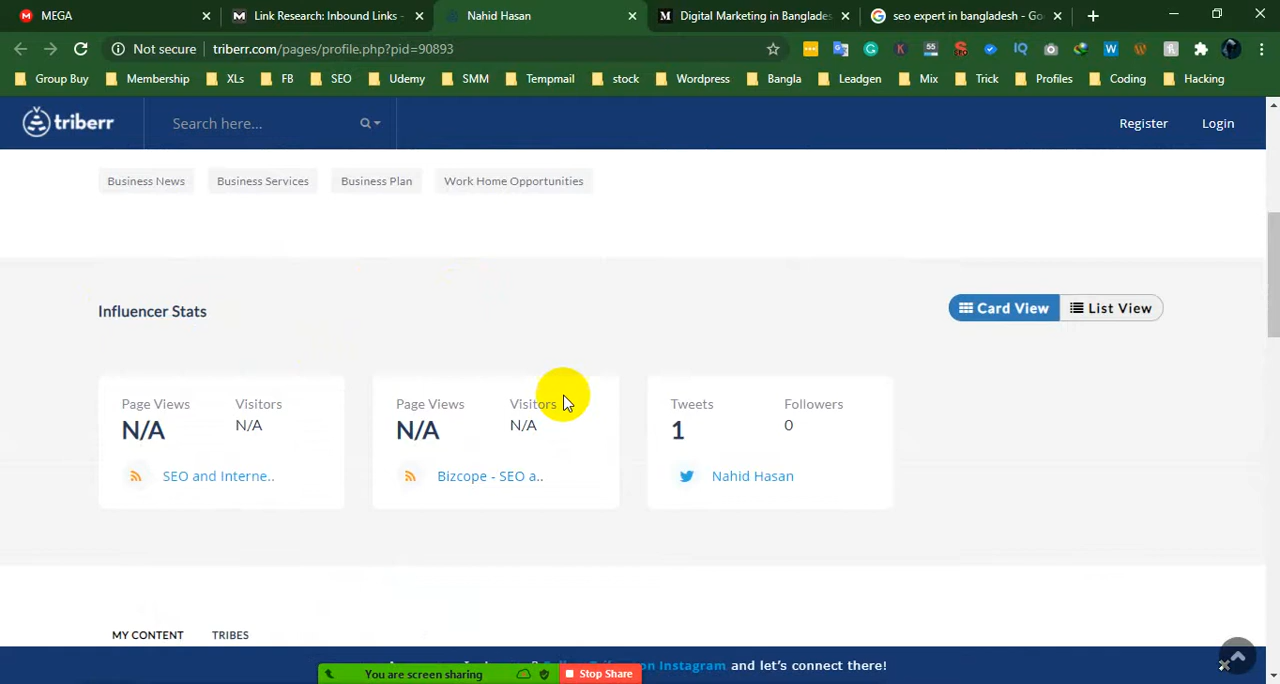 MEGA
Link Research: Inbound Links -
Nahid Hasan
Digital Marketing in Banglades
seo expert in bangladesh - Go
Not secure
triberr.com/pages/profile.php?pid=90893
Group Buy
Membership
XLs
FB
SEO
Udemy
SMM
Tempmail
stock
Wordpress
Bangla
Leadgen
Mix
Trick
Profiles
Coding
Hacking
triberr
Search here...
Register
Login
Business News
Business Services
Business Plan
Work Home Opportunities
Influencer Stats
Card View
List View
Page Views
Visitors
N/A
N/A
SEO and Interne..
Page Views
Visitors
N/A
N/A
Bizcope - SEO a..
Tweets
Followers
1
0
Nahid Hasan
MY CONTENT
TRIBES
on Instagram and let's connect there!
You are screen sharing
Stop Share